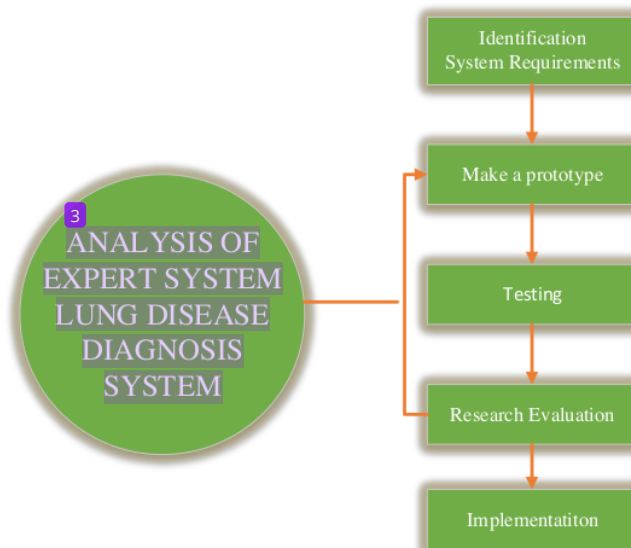 Identification
System Requirements
Make a prototype
3
ANALYSIS OF
EXPERT SYSTEM
LUNG DISEASE
DIAGNOSIS
SYSTEM
Testing
Research Evaluation
Implementatiton